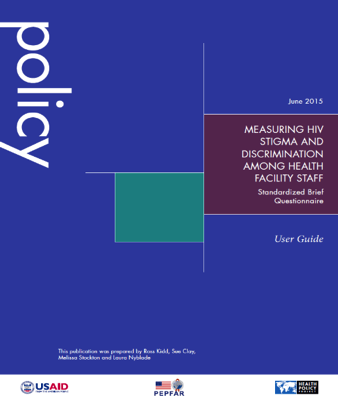 policy
June 2015
MEASURING HIV
STIGMA AND
DISCRIMINATION
AMONG HEALTH
FACILITY STAFF
Standardized Brief
Questionnaire
User Guide
This publication was prepared by Ross Kidd, Sue Clay,
Melissa Stockton and Laura Nyblade
USAID
PEPFAR
HEALTH
POLICY
PROJECT